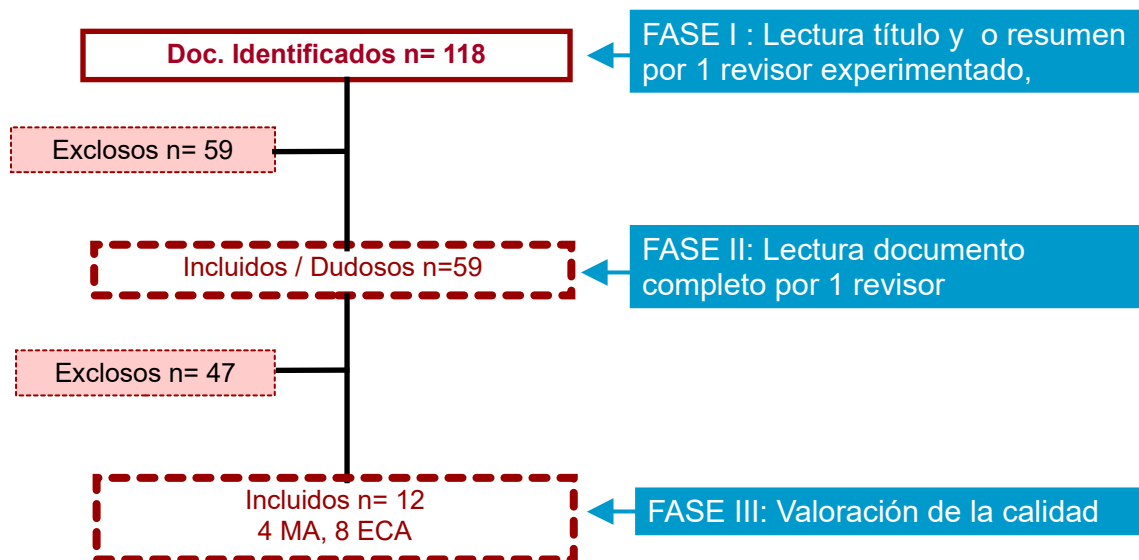 Doc. Identificados n= 118
FASE I : Lectura título y  o resumen
por 1 revisor experimentado,
Exclosos n= 59
Incluidos / Dudosos n=59
FASE II: Lectura documento
completo por 1 revisor
Exclosos n= 47
Incluidos n= 12
4 MA, 8 ECA
FASE III: Valoración de la calidad